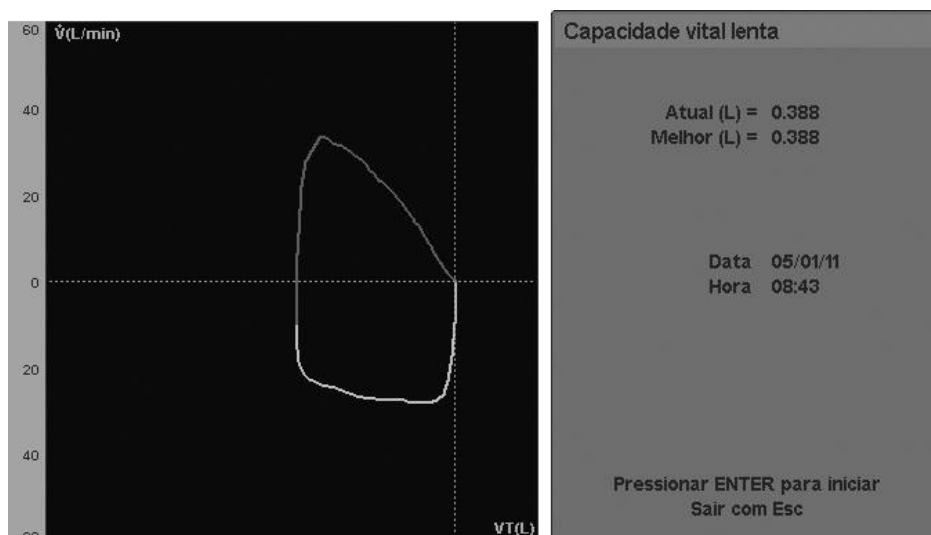 60
V̇(L/min)
40
20
0
20
40
VT(L)
Capacidade vital lenta
Atual (L) = 0.388
Melhor (L) = 0.388
Data 05/01/11
Hora 08:43
Pressionar ENTER para iniciar
Sair com Esc